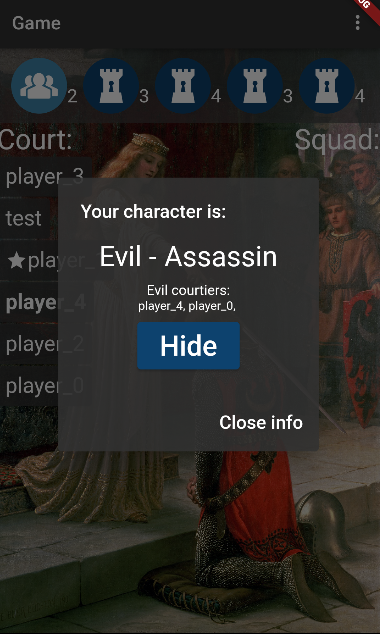 Game
2 3 4 3 4
Court: Squad:
player_3
test
Your character is:
Evil - Assassin
Evil courtiers:
player_4, player_0,
player_4
Hide
player_2
player_0
Close info